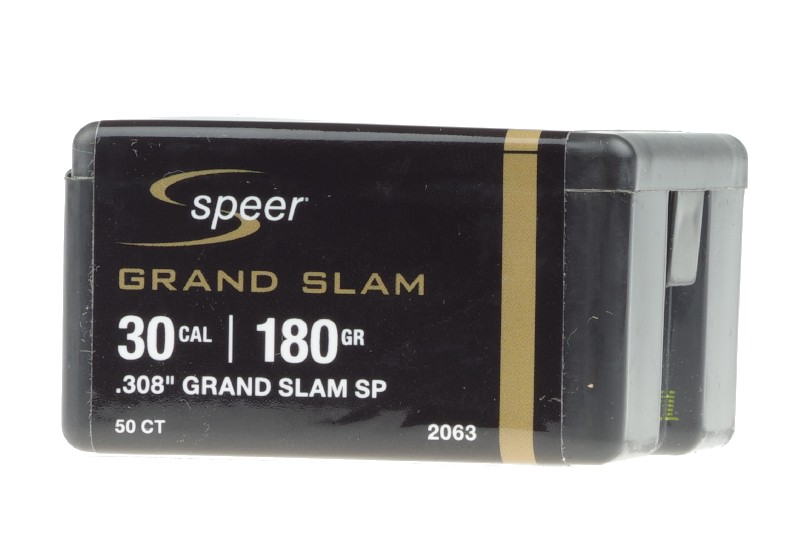 speer
GRAND SLAM
30 CAL | 180 GR
.308" GRAND SLAM SP
50 CT 2063